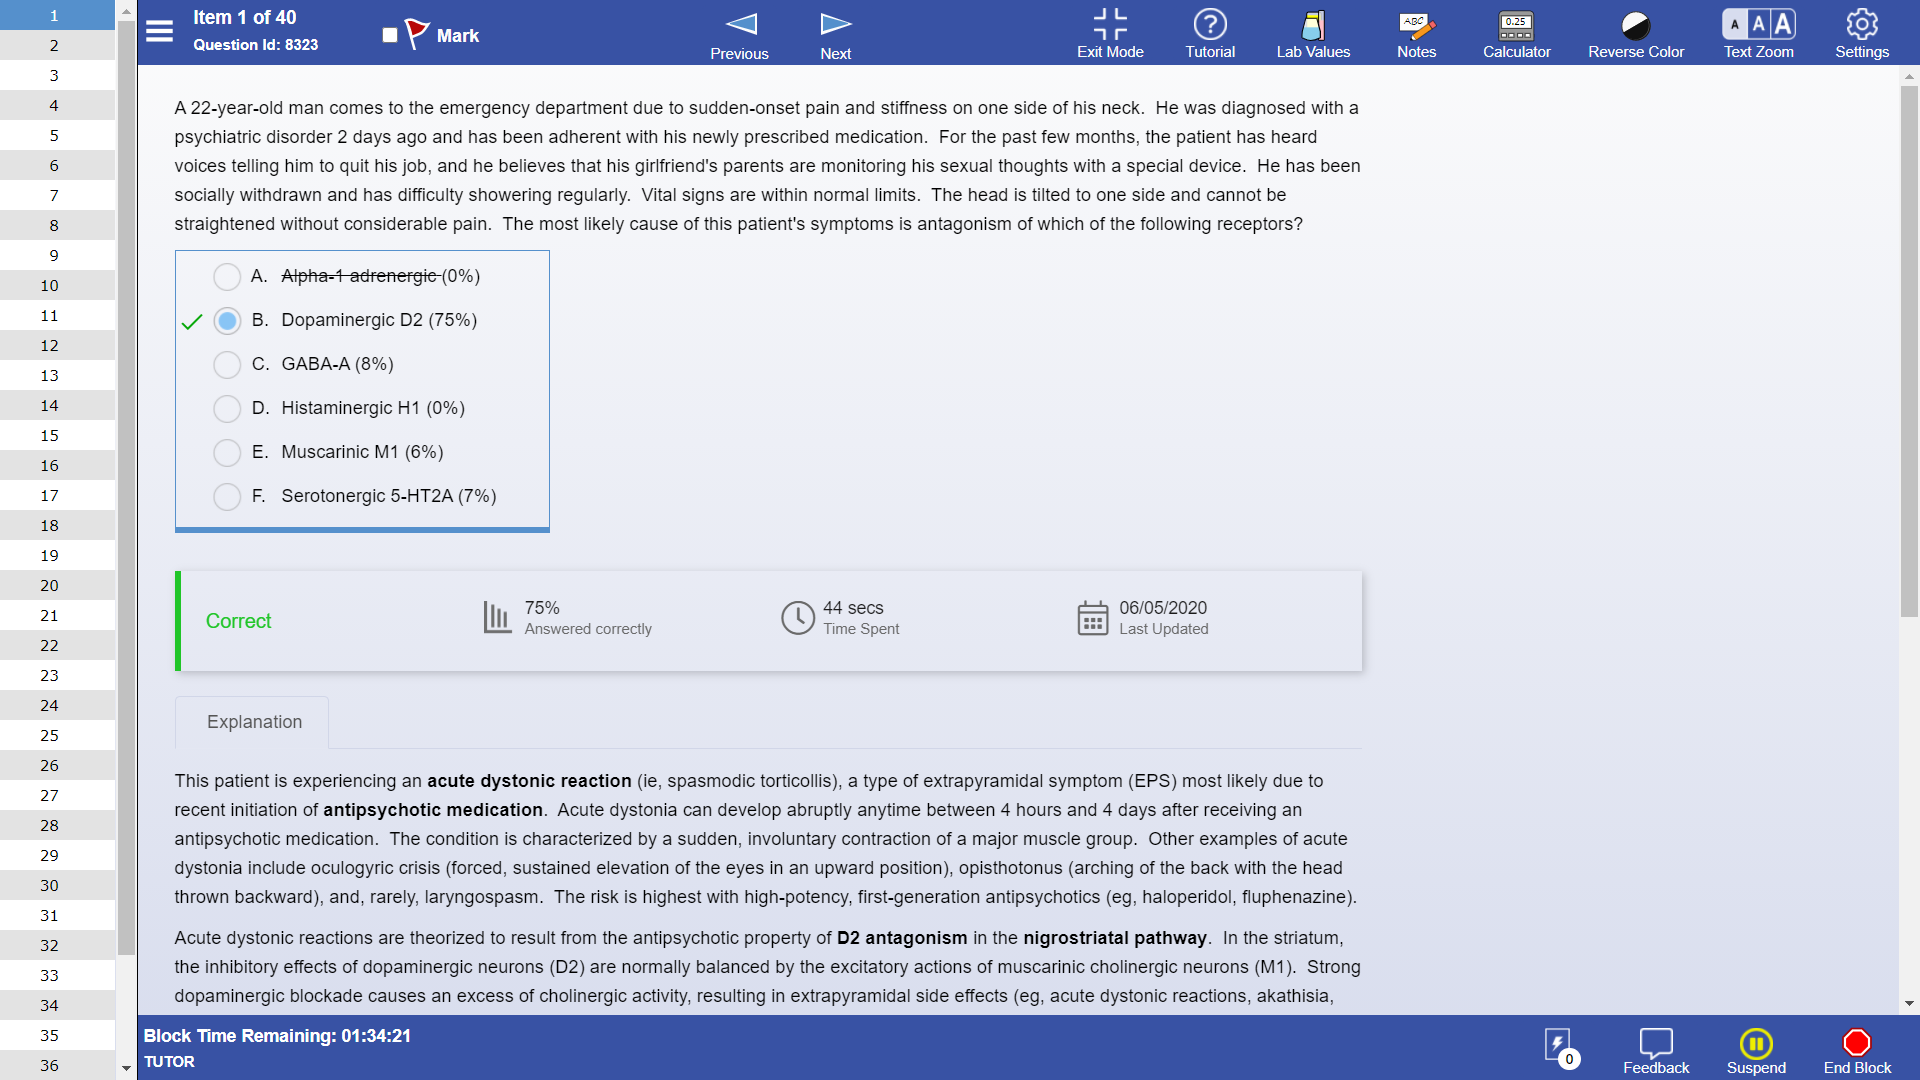 1
2
3
4
5
6
7
8
9
10
11
12
13
14
15
16
17
18
19
20
21
22
23
24
25
26
27
28
29
30
31
32
33
34
35
36
Item 1 of 40
Question Id: 8323
Mark
Previous
Next
Exit Mode
Tutorial
Lab Values
ABC
Notes
0.25
Calculator
Reverse Color
A A A
Text Zoom
Settings
A 22-year-old man comes to the emergency department due to sudden-onset pain and stiffness on one side of his neck. He was diagnosed with a
psychiatric disorder 2 days ago and has been adherent with his newly prescribed medication. For the past few months, the patient has heard
voices telling him to quit his job, and he believes that his girlfriend's parents are monitoring his sexual thoughts with a special device. He has been
socially withdrawn and has difficulty showering regularly. Vital signs are within normal limits. The head is tilted to one side and cannot be
straightened without considerable pain. The most likely cause of this patient's symptoms is antagonism of which of the following receptors?
A. Alpha-1 adrenergic (0%)
B. Dopaminergic D2 (75%)
C. GABA-A (8%)
D. Histaminergic H1 (0%)
E. Muscarinic M1 (6%)
F. Serotonergic 5-HT2A (7%)
Correct
75%
Answered correctly
44 secs
Time Spent
06/05/2020
Last Updated
Explanation
This patient is experiencing an acute dystonic reaction (ie, spasmodic torticollis), a type of extrapyramidal symptom (EPS) most likely due to
recent initiation of antipsychotic medication. Acute dystonia can develop abruptly anytime between 4 hours and 4 days after receiving an
antipsychotic medication. The condition is characterized by a sudden, involuntary contraction of a major muscle group. Other examples of acute
dystonia include oculogyric crisis (forced, sustained elevation of the eyes in an upward position), opisthotonus (arching of the back with the head
thrown backward), and, rarely, laryngospasm. The risk is highest with high-potency, first-generation antipsychotics (eg, haloperidol, fluphenazine).
Acute dystonic reactions are theorized to result from the antipsychotic property of D2 antagonism in the nigrostriatal pathway. In the striatum,
the inhibitory effects of dopaminergic neurons (D2) are normally balanced by the excitatory actions of muscarinic cholinergic neurons (M1). Strong
dopaminergic blockade causes an excess of cholinergic activity, resulting in extrapyramidal side effects (eg, acute dystonic reactions, akathisia,
Block Time Remaining: 01:34:21
TUTOR
0
Feedback
Suspend
End Block